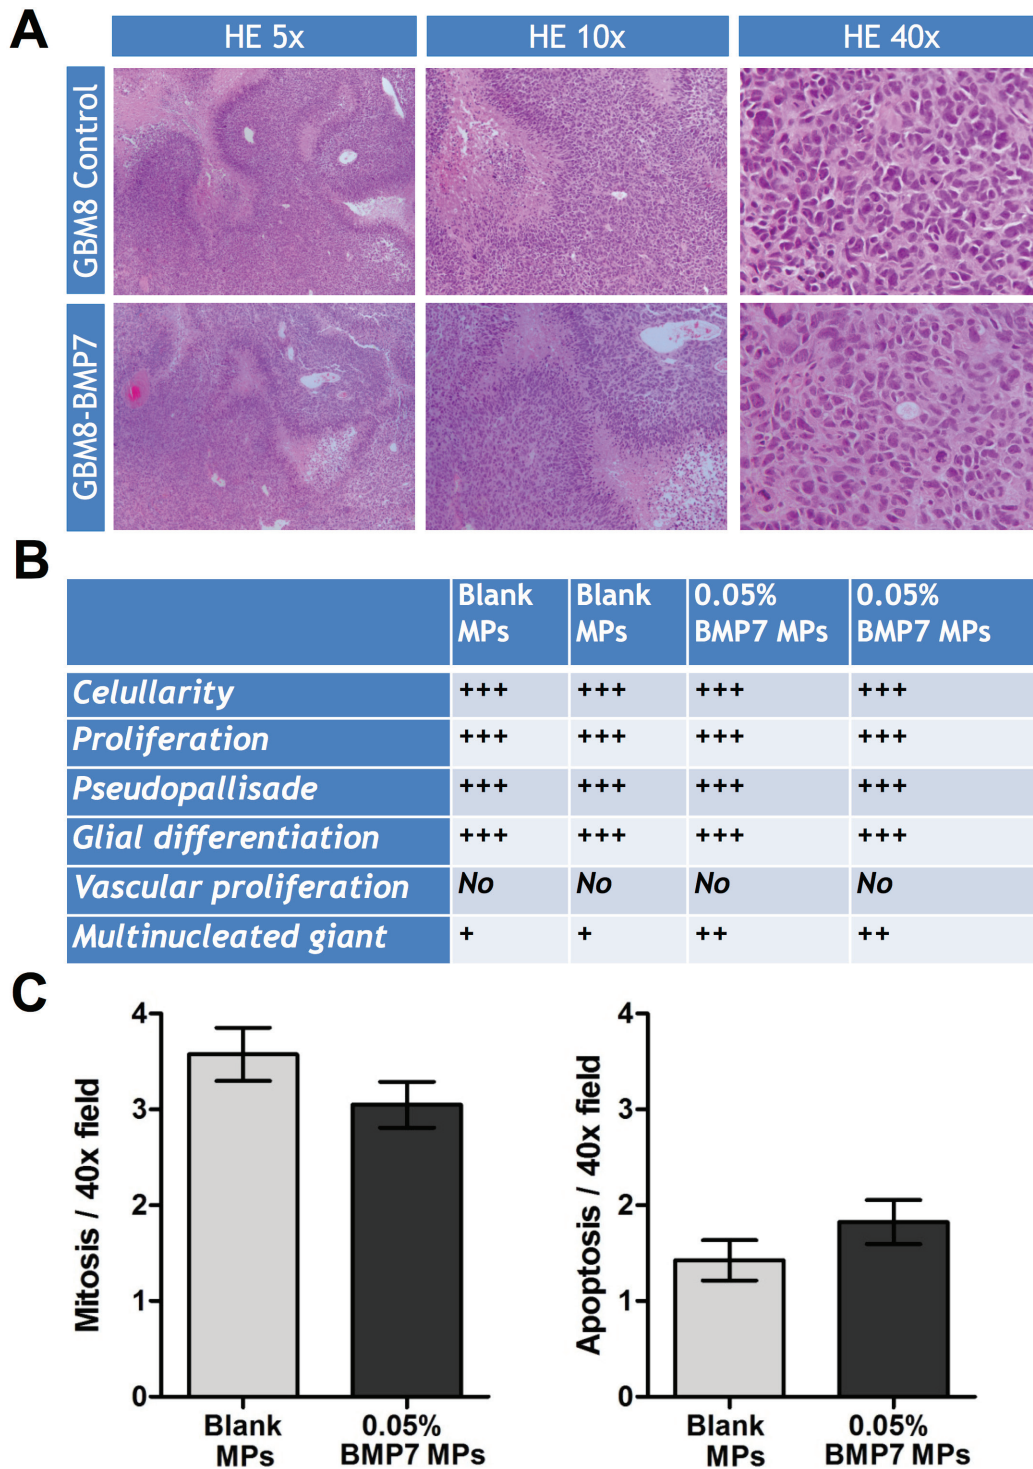 A
HE 5x
HE 10x
HE 40x
GBM8 Control
GBM8-BMP7
B
Blank MPs
Blank MPs
0.05% BMP7 MPs
0.05% BMP7 MPs
Celullarity +++ +++ +++ +++
Proliferation +++ +++ +++ +++
Pseudopallisade +++ +++ +++ +++
Glial differentiation +++ +++ +++ +++
Vascular proliferation No No No No
Multinucleated giant + + ++ ++
C
Mitosis / 40x field
4
3
2
1
0
Blank
MPs
0.05%
BMP7 MPs
Apoptosis / 40x field
4
3
2
1
0
Blank
MPs
0.05%
BMP7 MPs